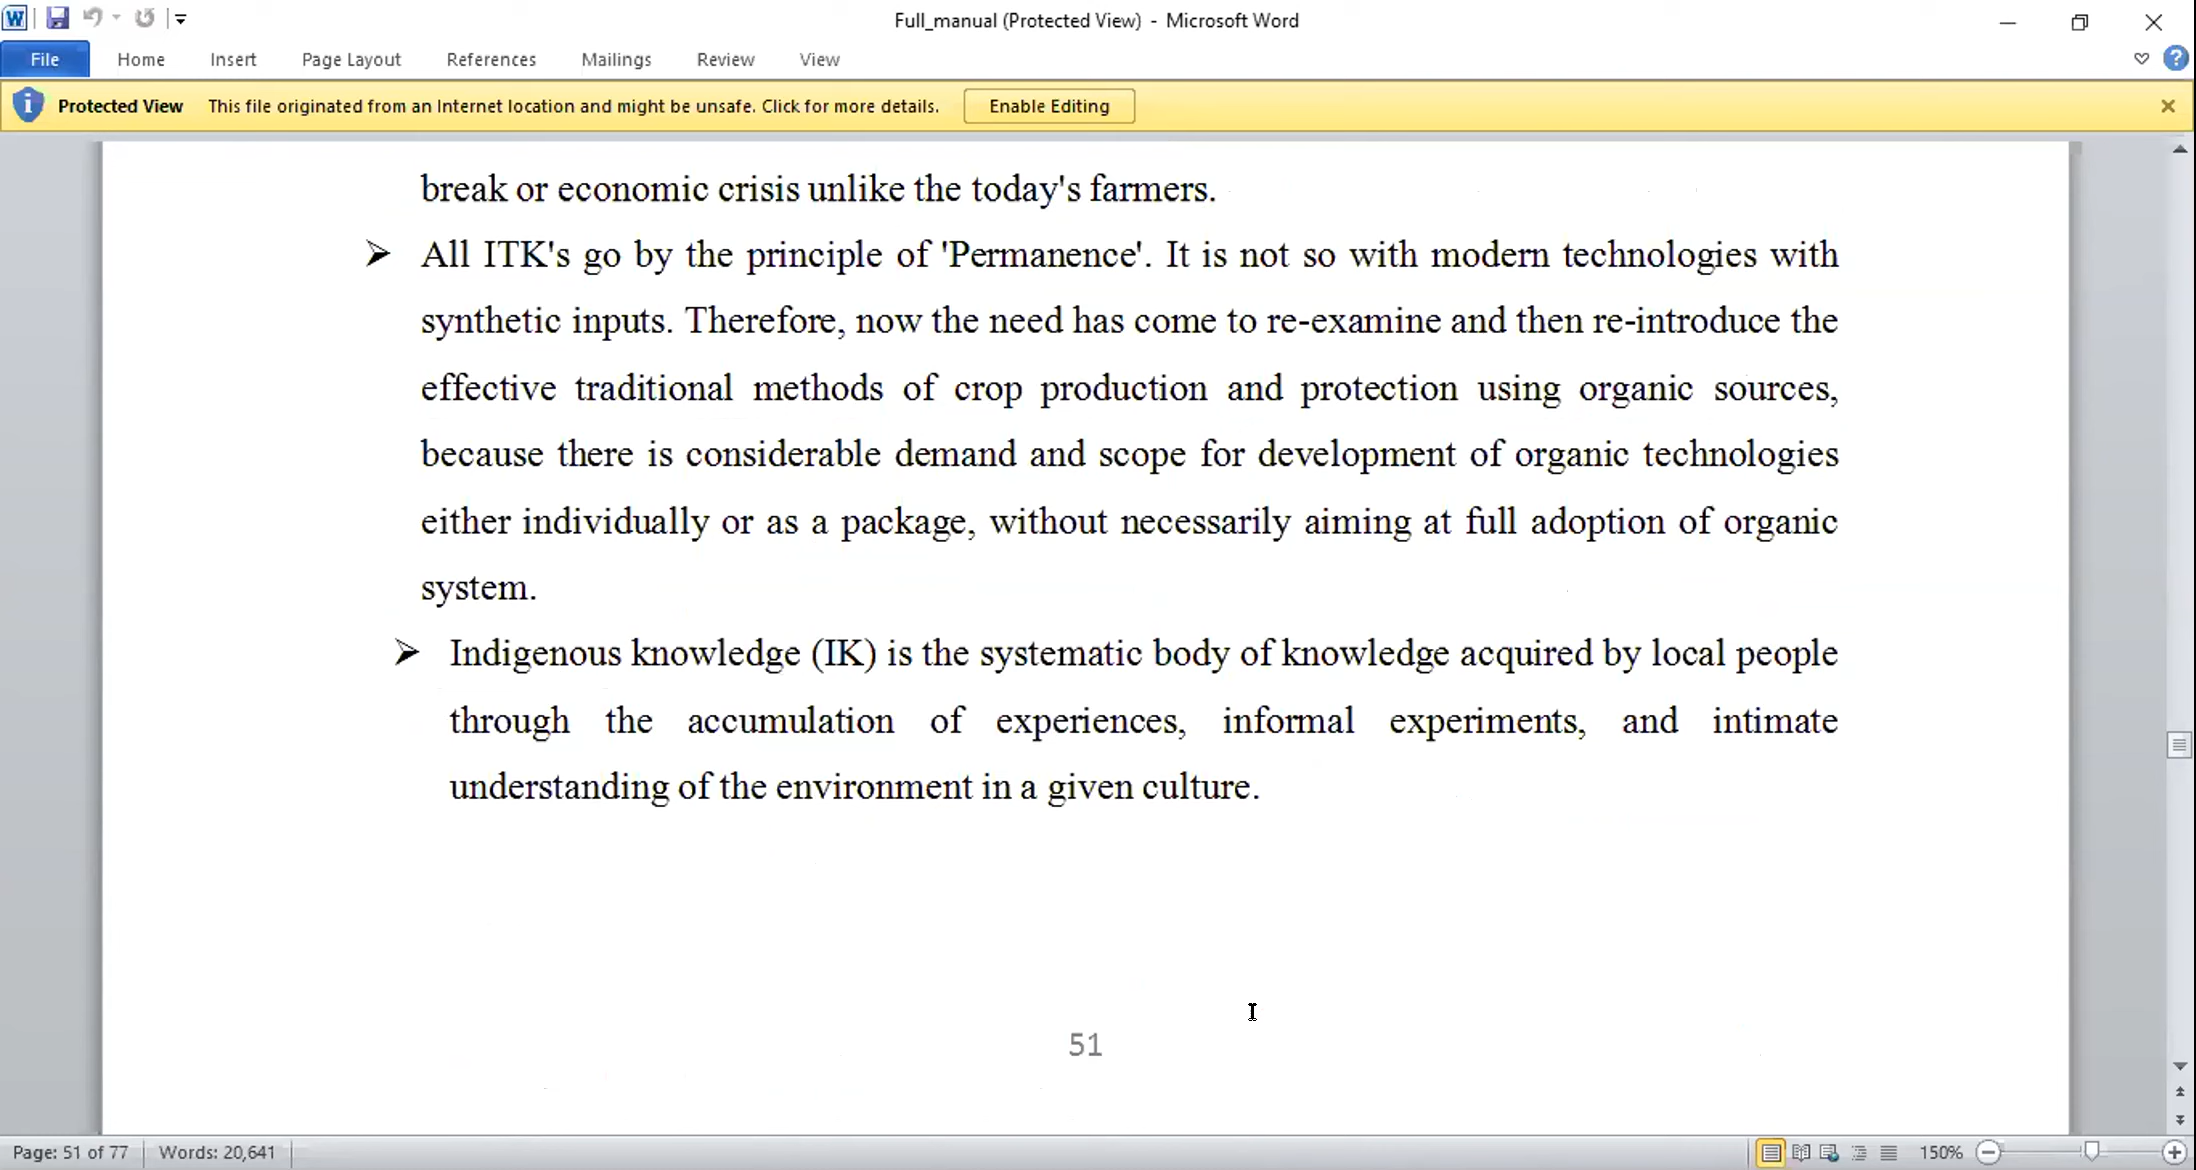 Full_manual (Protected View) - Microsoft Word
File Home Insert Page Layout References Mailings Review View
Protected View This file originated from an Internet location and might be unsafe. Click for more details. Enable Editing
break or economic crisis unlike the today's farmers.
All ITK's go by the principle of 'Permanence'. It is not so with modern technologies with
synthetic inputs. Therefore, now the need has come to re-examine and then re-introduce the
effective traditional methods of crop production and protection using organic sources,
because there is considerable demand and scope for development of organic technologies
either individually or as a package, without necessarily aiming at full adoption of organic
system.
Indigenous knowledge (IK) is the systematic body of knowledge acquired by local people
through the accumulation of experiences, informal experiments, and intimate
understanding of the environment in a given culture.
51
Page: 51 of 77 Words: 20,641 150%